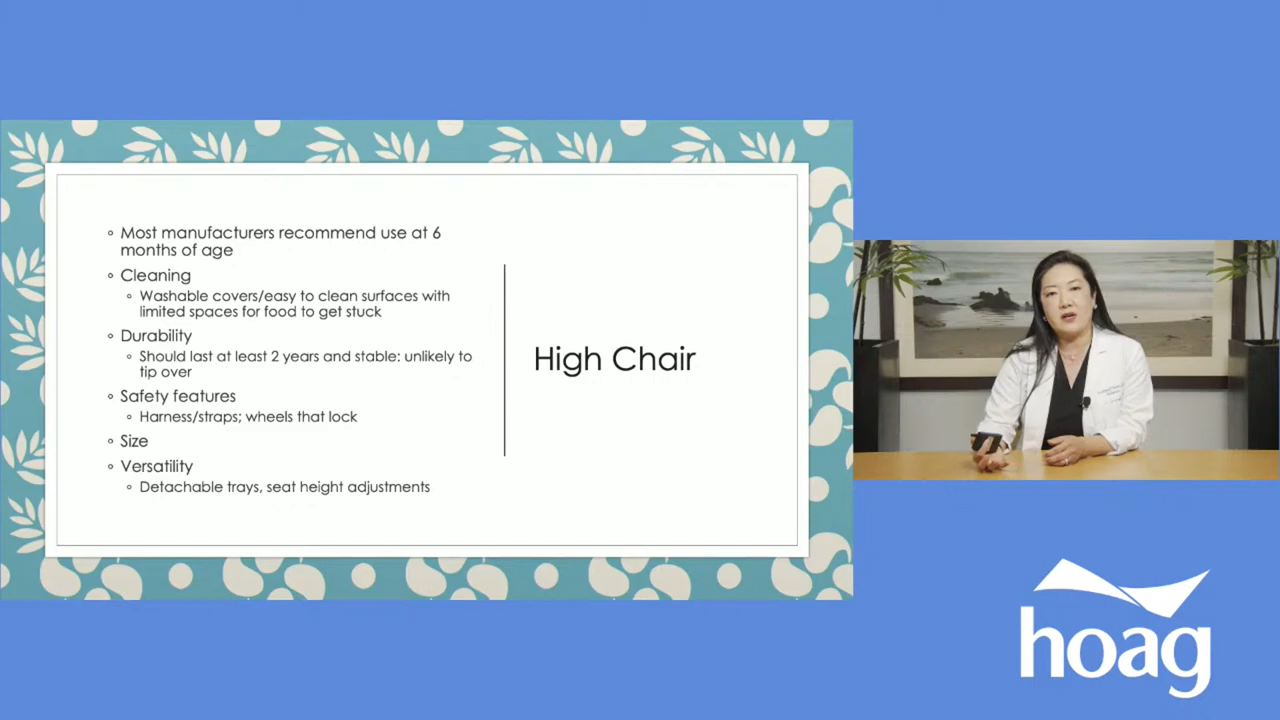 Most manufacturers recommend use at 6
months of age
Cleaning
Washable covers/easy to clean surfaces with
limited spaces for food to get stuck
Durability
Should last at least 2 years and stable: unlikely to
tip over
Safety features
Harness/straps; wheels that lock
Size
Versatility
Detachable trays, seat height adjustments
High Chair
hoag